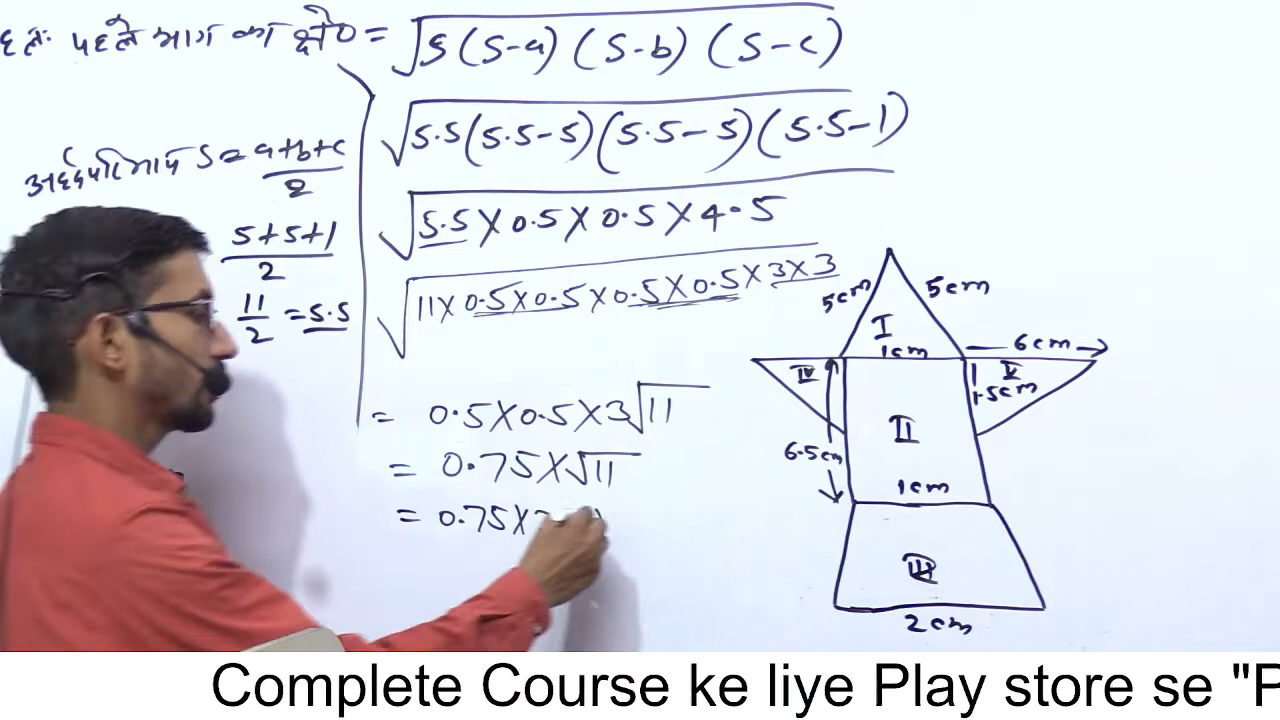 हलः पहले भाग का क्षे० = √s(s-a)(s-b)(s-c)
√5.5(5.5-5)(5.5-5)(5.5-1)
अर्द्धपरिमाप S = a+b+c/2
√5.5×0.5×0.5×4.5
5+5+1/2
√11×0.5×0.5×0.5×0.5×3×3
11/2 = 5.5
= 0.5×0.5×3√11
= 0.75×√11
= 0.75×
5cm
5cm
I
1cm
6cm
IV
V
1.5cm
II
6.5cm
1cm
III
2cm
Complete Course ke liye Play store se "P